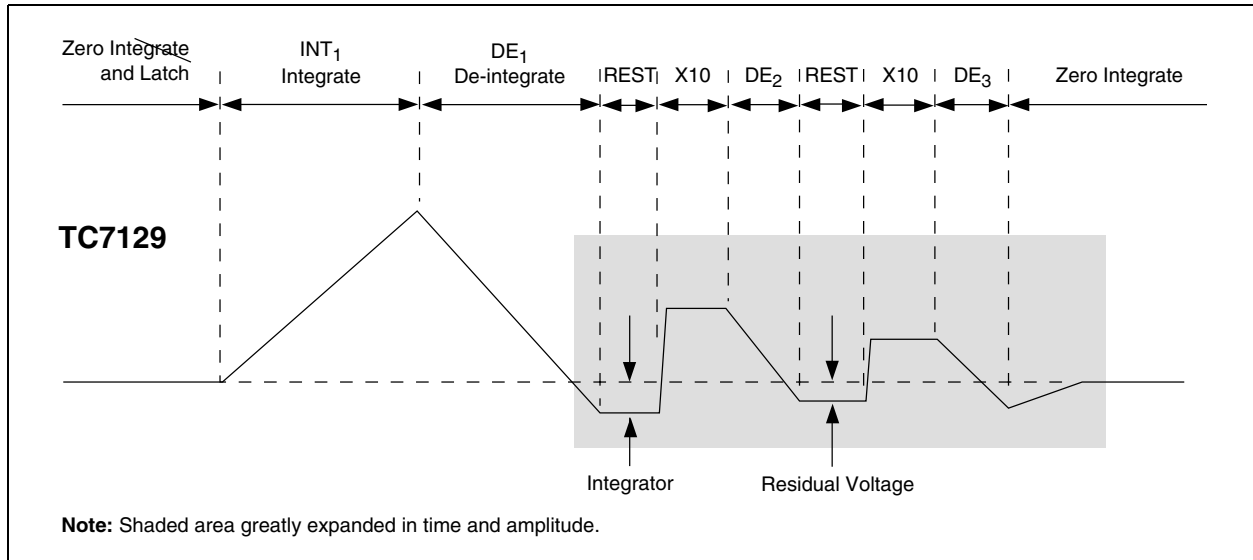 Zero Integrate
and Latch
INT1
Integrate
DE1
De-integrate
REST
X10
DE2
REST
X10
DE3
Zero Integrate
TC7129
Integrator
Residual Voltage
Note: Shaded area greatly expanded in time and amplitude.